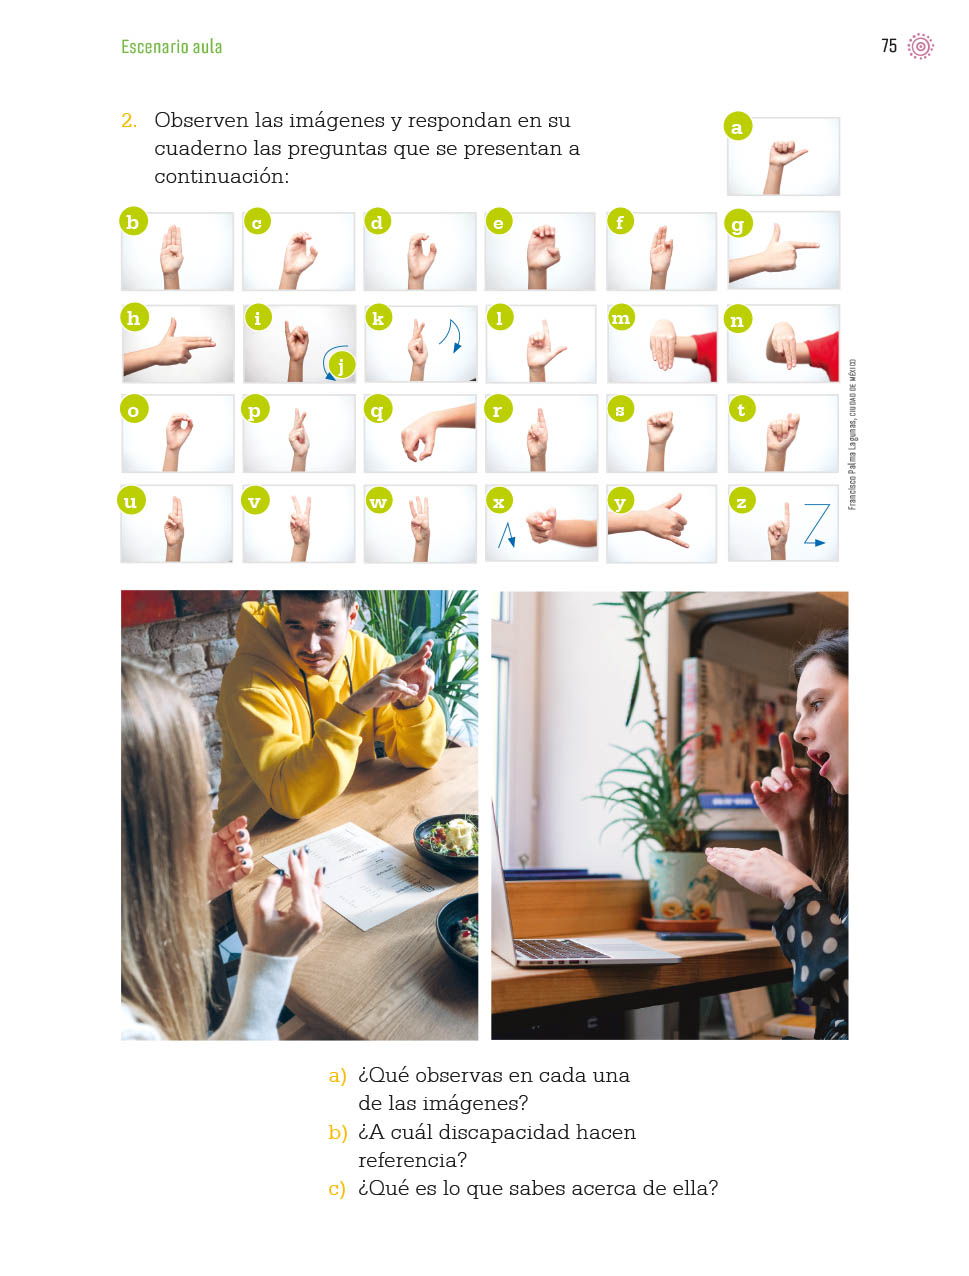 Escenario aula
75
2. Observen las imágenes y respondan en su
cuaderno las preguntas que se presentan a
continuación:
a
b c d e f g
h i j k l m n
o p q r s t
u v w x y z
Francisco Palma Lagunas, CIUDAD DE MÉXICO
a) ¿Qué observas en cada una
de las imágenes?
b) ¿A cuál discapacidad hacen
referencia?
c) ¿Qué es lo que sabes acerca de ella?